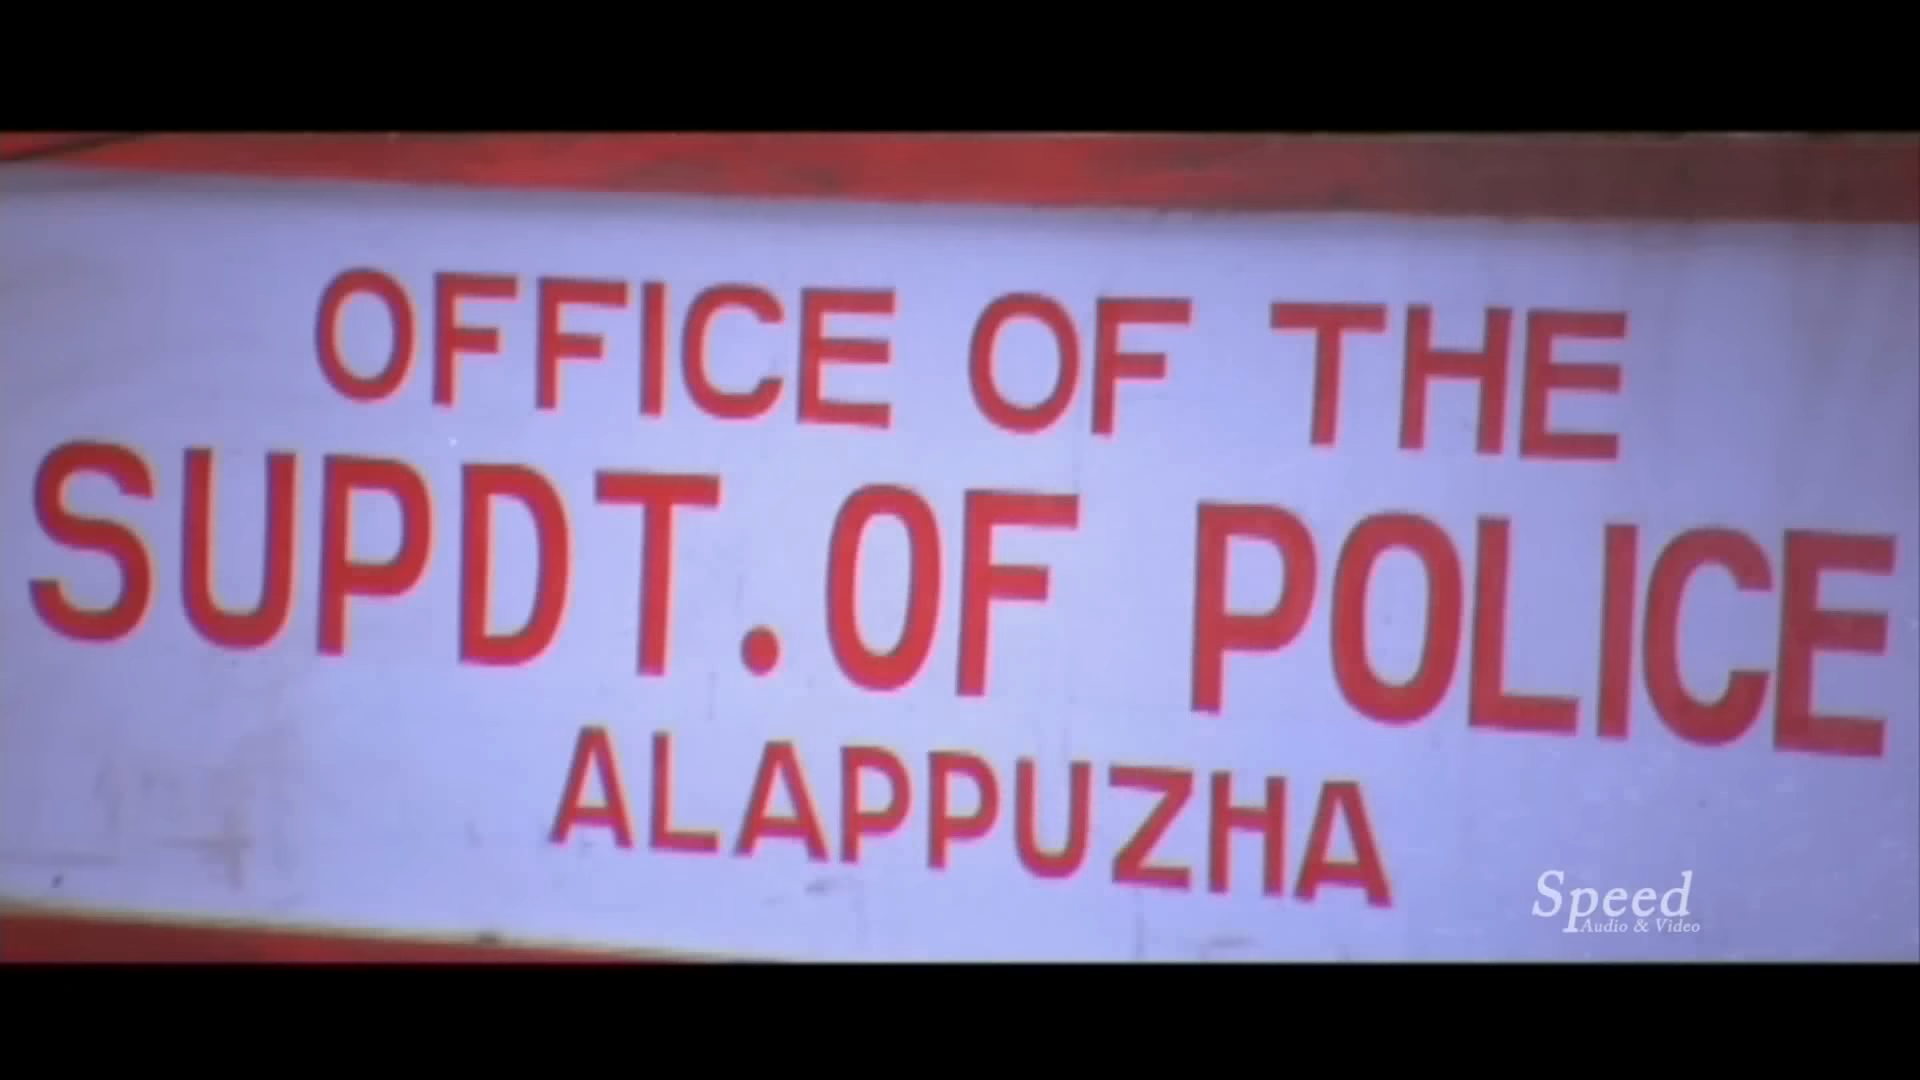 OFFICE OF THE
SUPDT. OF POLICE
ALAPPUZHA
Speed
Audio & Video